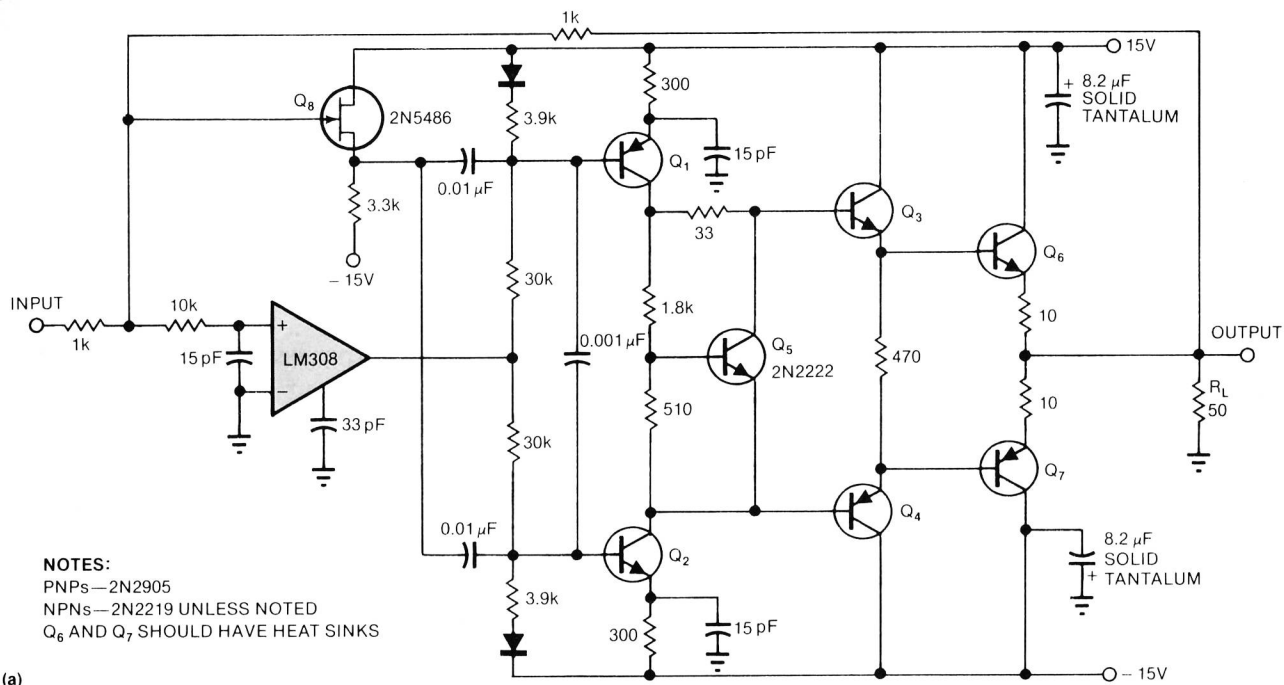 1k
15V
300
8.2 μF
SOLID
TANTALUM
+
Q8
2N5486
3.9k
15 pF
Q1
0.01 μF
3.3k
33
Q3
Q6
− 15V
30k
1.8k
10
INPUT
10k
1k
15 pF
+
LM308
−
33 pF
0.001 μF
Q5
2N2222
470
OUTPUT
RL
50
510
10
30k
Q7
0.01 μF
Q2
Q4
8.2 μF
SOLID
TANTALUM
+
3.9k
15 pF
300
NOTES:
PNPs—2N2905
NPNs—2N2219 UNLESS NOTED
Q6 AND Q7 SHOULD HAVE HEAT SINKS
− 15V
(a)